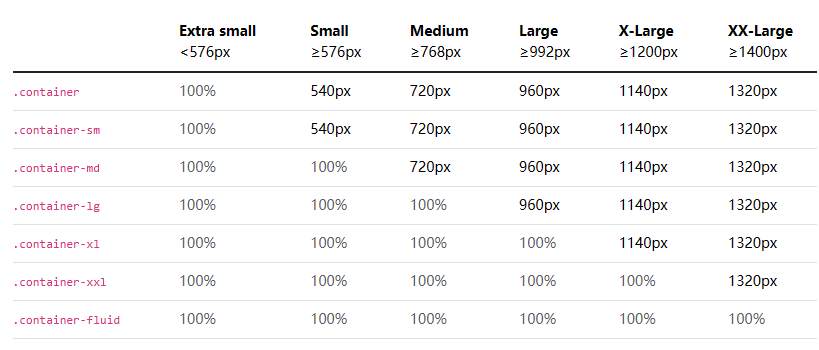 Extra small Small Medium Large X-Large XX-Large
<576px ≥576px ≥768px ≥992px ≥1200px ≥1400px
.container 100% 540px 720px 960px 1140px 1320px
.container-sm 100% 540px 720px 960px 1140px 1320px
.container-md 100% 100% 720px 960px 1140px 1320px
.container-lg 100% 100% 100% 960px 1140px 1320px
.container-xl 100% 100% 100% 100% 1140px 1320px
.container-xxl 100% 100% 100% 100% 100% 1320px
.container-fluid 100% 100% 100% 100% 100% 100%